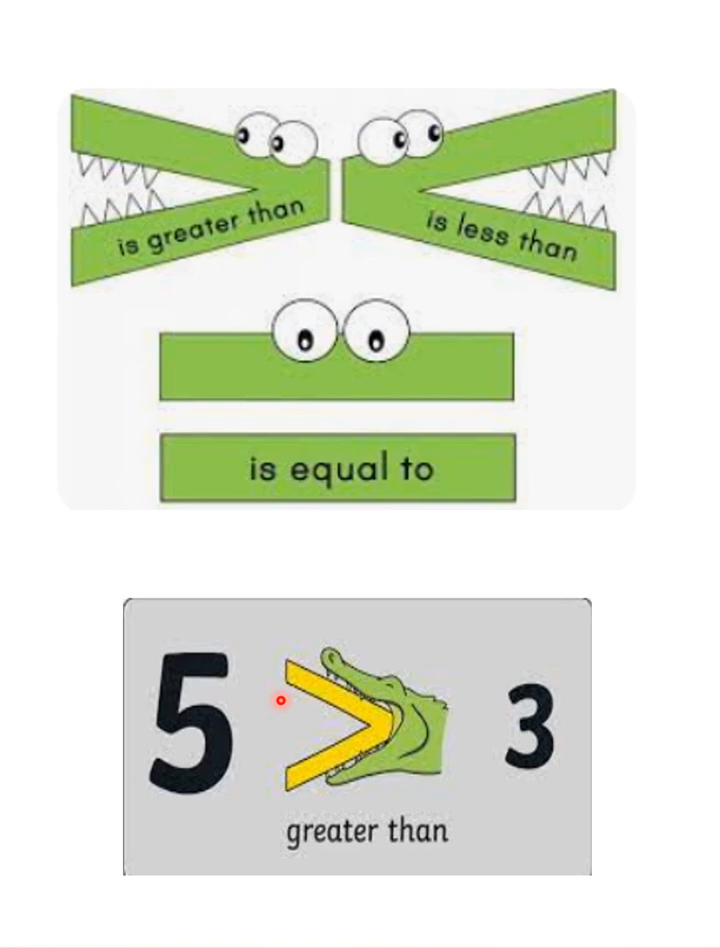 is greater than
is less than
is equal to
5 > 3
greater than